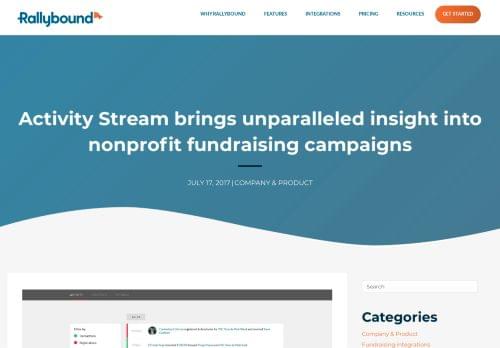 Rallybound
WHY RALLYBOUND FEATURES INTEGRATIONS PRICING RESOURCES GET STARTED
Activity Stream brings unparalleled insight into
nonprofit fundraising campaigns
JULY 17, 2017 | COMPANY & PRODUCT
Search
Categories
Company & Product
Fundraising Integrations